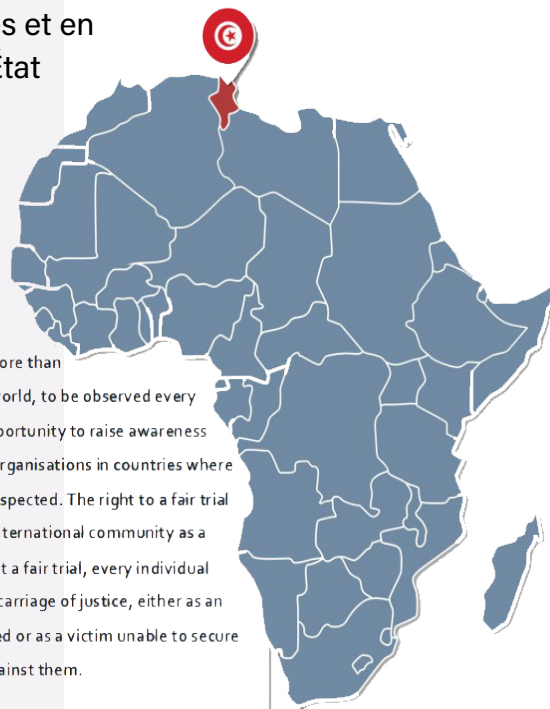 s et en
État
ore than
orld, to be observed every
portunity to raise awareness
rganisations in countries where
spected. The right to a fair trial
ternational community as a
t a fair trial, every individual
carriage of justice, either as an
ed or as a victim unable to secure
ainst them.